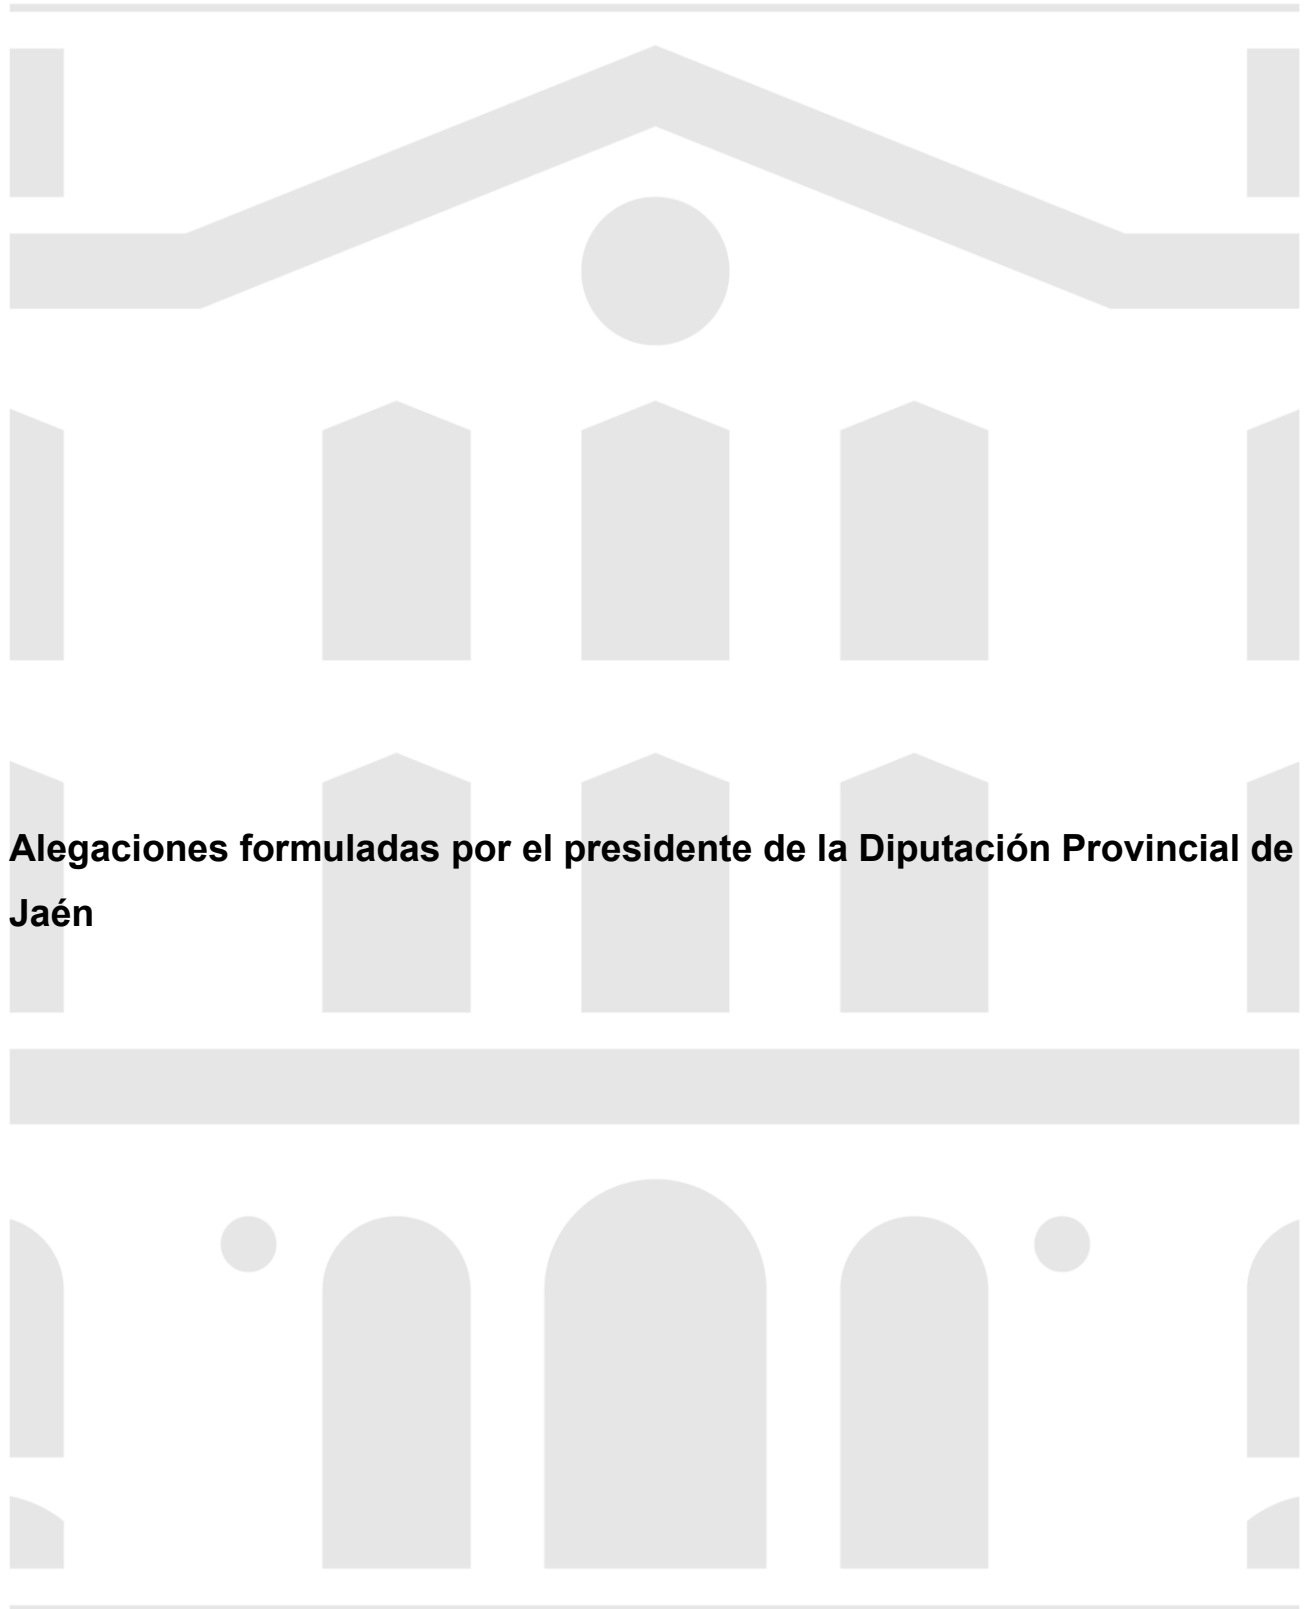 Alegaciones formuladas por el presidente de la Diputación Provincial de
Jaén